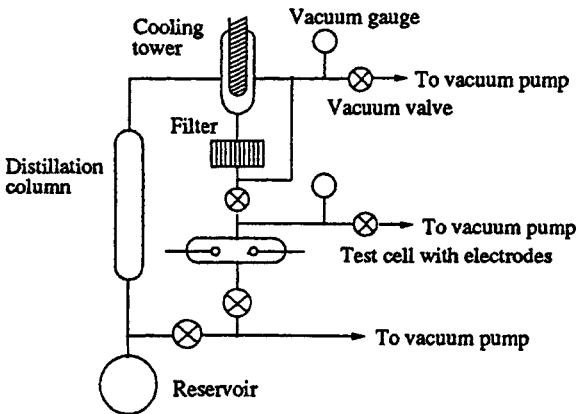 Cooling
tower
Vacuum gauge
To vacuum pump
Vacuum valve
Filter
Distillation
column
To vacuum pump
Test cell with electrodes
To vacuum pump
Reservoir